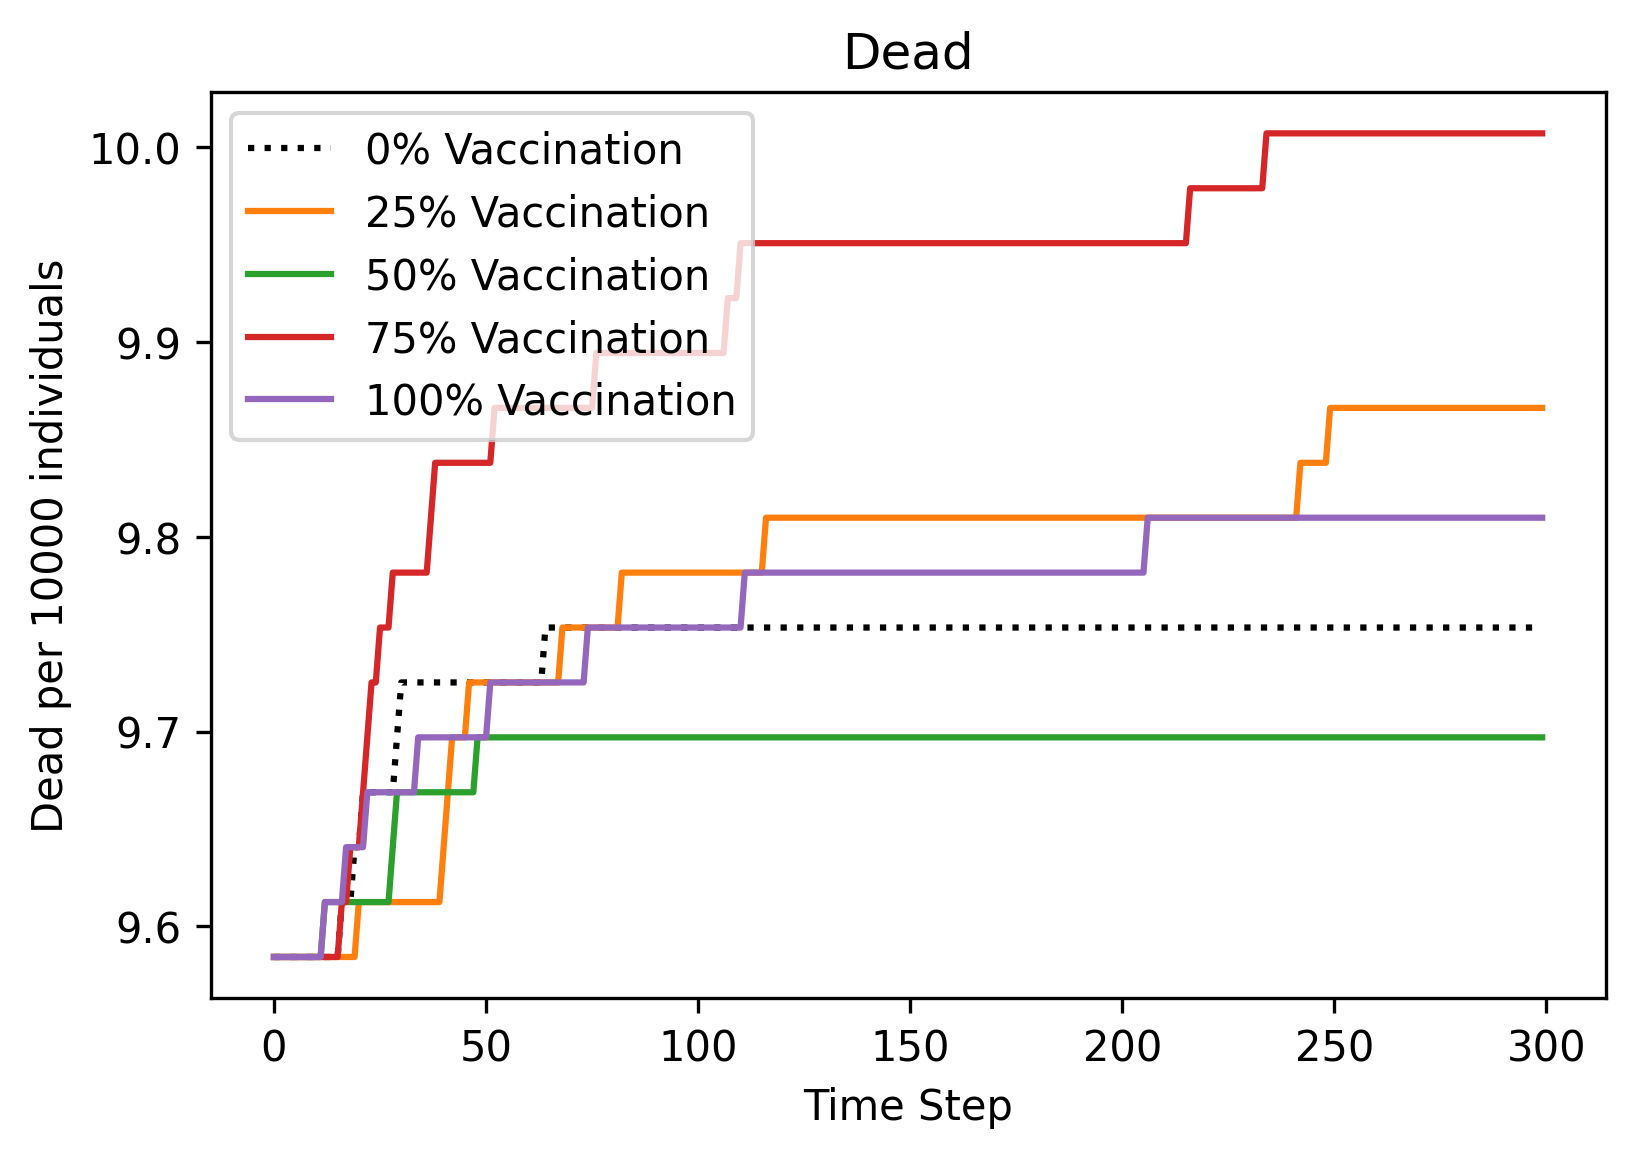 Dead
10.0
9.9
9.8
9.7
9.6
Dead per 10000 individuals
0% Vaccination
25% Vaccination
50% Vaccination
75% Vaccination
100% Vaccination
0 50 100 150 200 250 300
Time Step